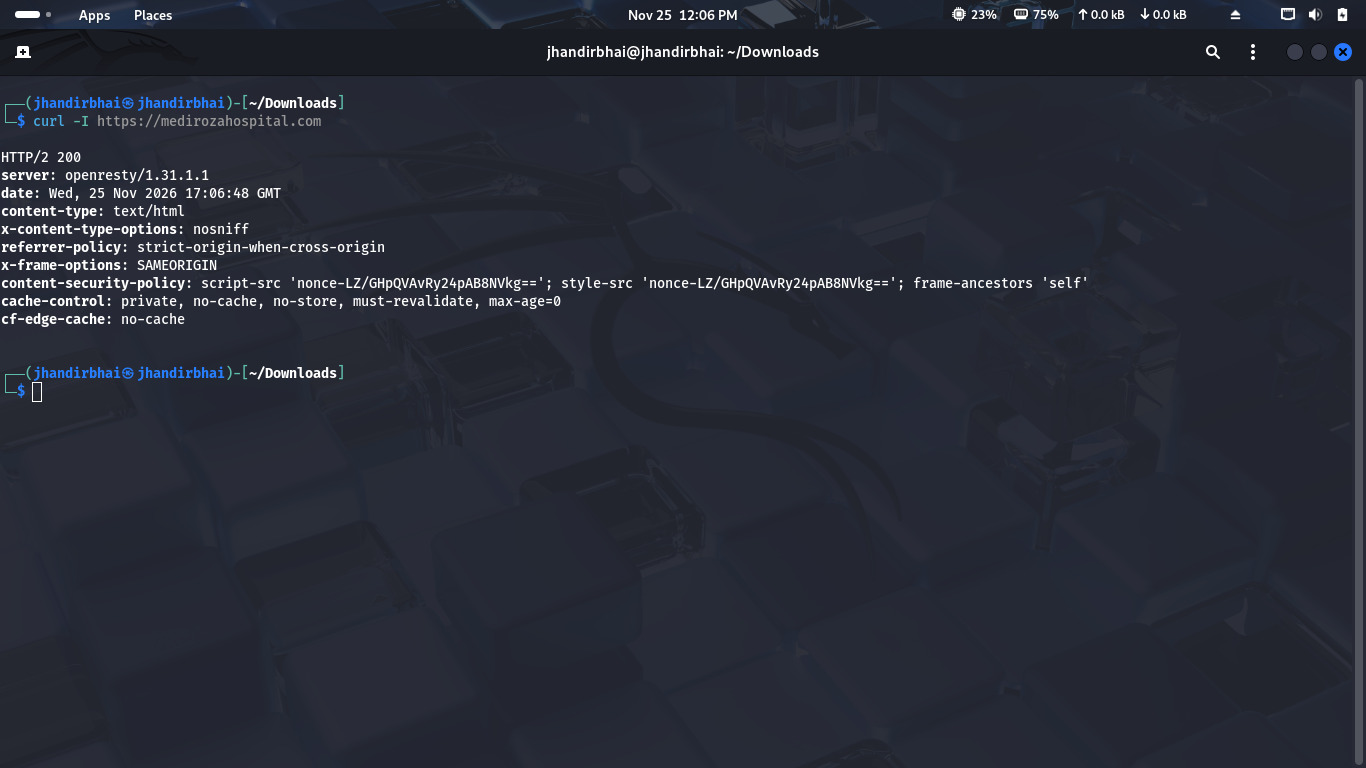 Apps Places Nov 25 12:06 PM 23% 75% ↑ 0.0 kB ↓ 0.0 kB
jhandirbhai@jhandirbhai: ~/Downloads
┌──(jhandirbhai㉿jhandirbhai)-[~/Downloads]
└─$ curl -I https://medirozahospital.com
HTTP/2 200
server: openresty/1.31.1.1
date: Wed, 25 Nov 2026 17:06:48 GMT
content-type: text/html
x-content-type-options: nosniff
referrer-policy: strict-origin-when-cross-origin
x-frame-options: SAMEORIGIN
content-security-policy: script-src 'nonce-LZ/GHpQVAvRy24pAB8NVkg=='; style-src 'nonce-LZ/GHpQVAvRy24pAB8NVkg=='; frame-ancestors 'self'
cache-control: private, no-cache, no-store, must-revalidate, max-age=0
cf-edge-cache: no-cache
┌──(jhandirbhai㉿jhandirbhai)-[~/Downloads]
└─$